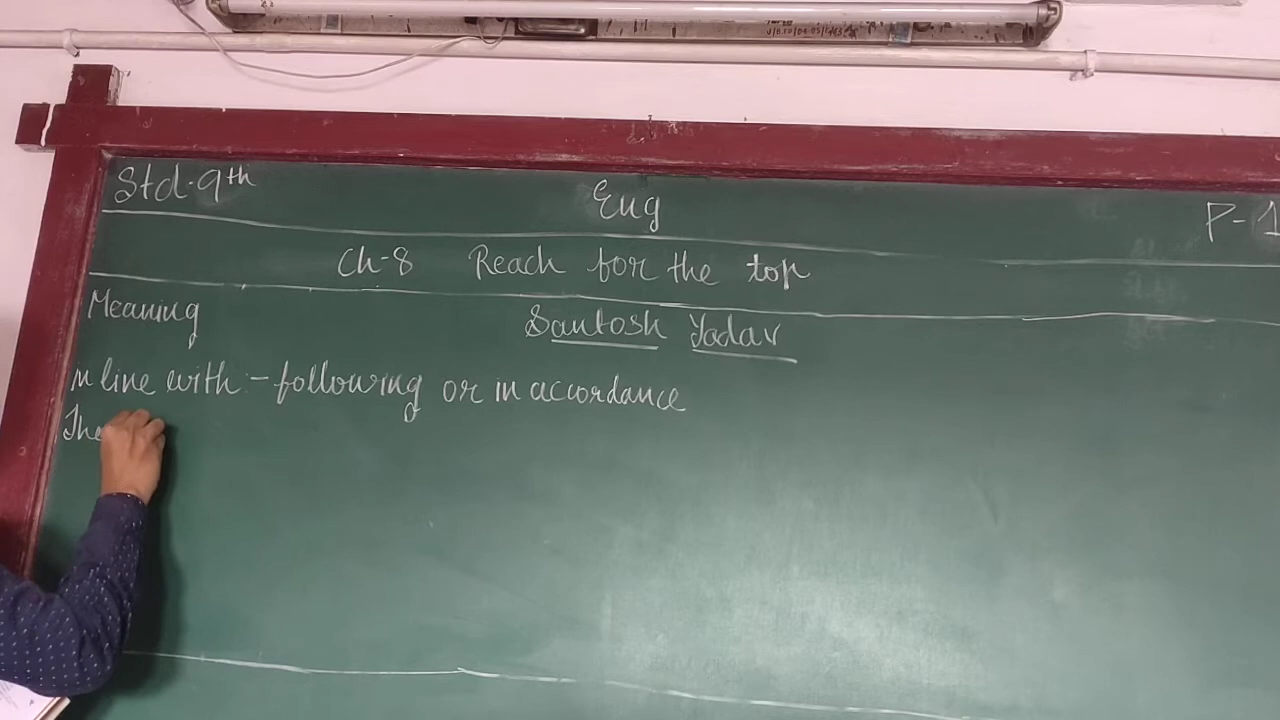 Std-9th Eng P-1
Ch-8 Reach for the top
Meaning Santosh Yadav
In line with :- following or in accordance
The